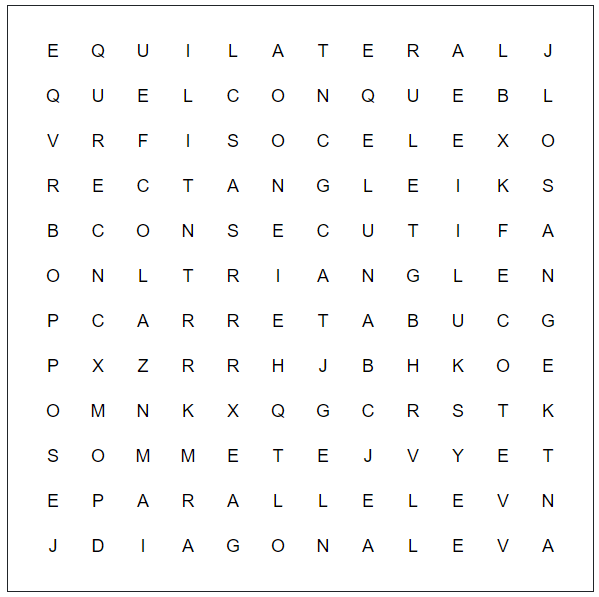 E Q U I L A T E R A L J
Q U E L C O N Q U E B L
V R F I S O C E L E X O
R E C T A N G L E I K S
B C O N S E C U T I F A
O N L T R I A N G L E N
P C A R R E T A B U C G
P X Z R R H J B H K O E
O M N K X Q G C R S T K
S O M M E T E J V Y E T
E P A R A L L E L E V N
J D I A G O N A L E V A